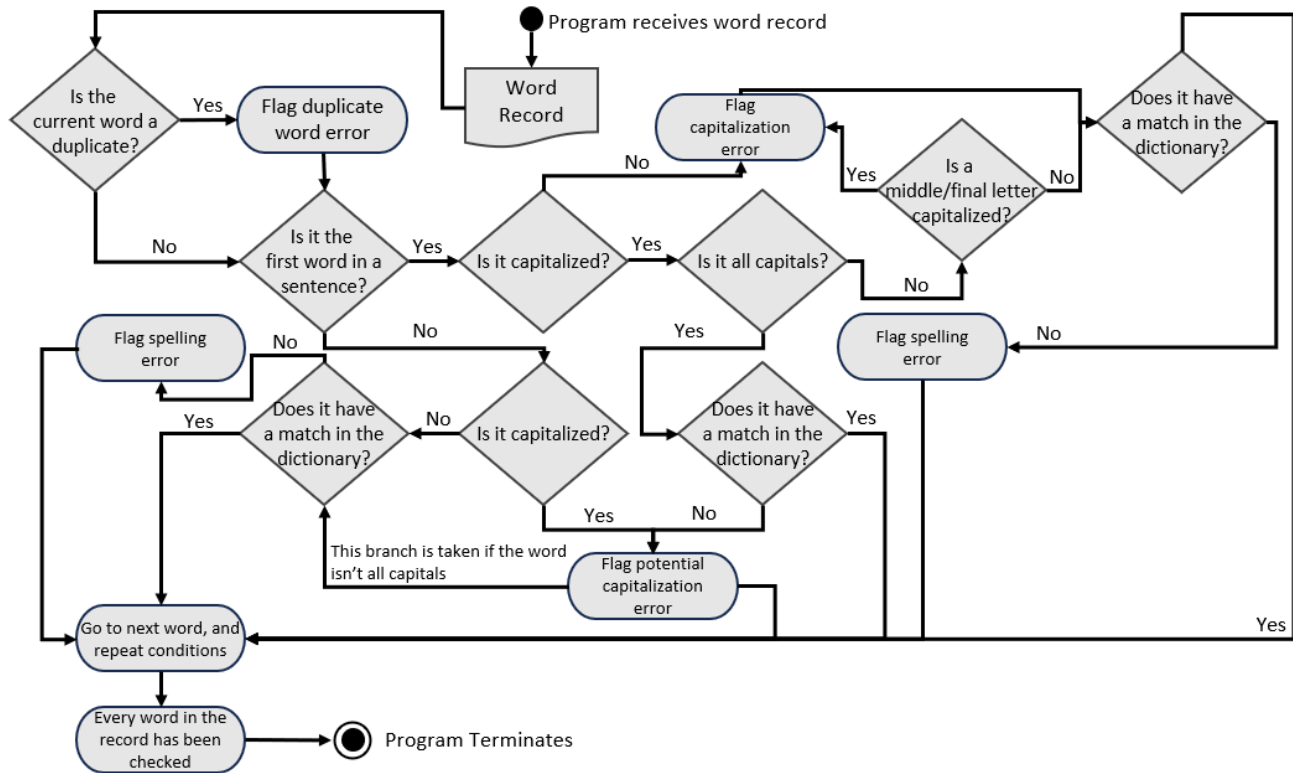 Program receives word record
Word
Record
Is the
current word a
duplicate?
Yes
Flag duplicate
word error
Flag
capitalization
error
Does it have
a match in the
dictionary?
Is a
middle/final letter
capitalized?
Yes
No
No
No
Is it the
first word in a
sentence?
Yes
Is it capitalized?
Yes
Is it all capitals?
No
No
Yes
Flag spelling
error
No
Flag spelling
error
No
Yes
Does it have
a match in the
dictionary?
No
Is it capitalized?
Does it have
a match in the
dictionary?
Yes
Yes
No
This branch is taken if the word
isn't all capitals
Flag potential
capitalization
error
Go to next word, and
repeat conditions
Yes
Every word in the
record has been
checked
Program Terminates